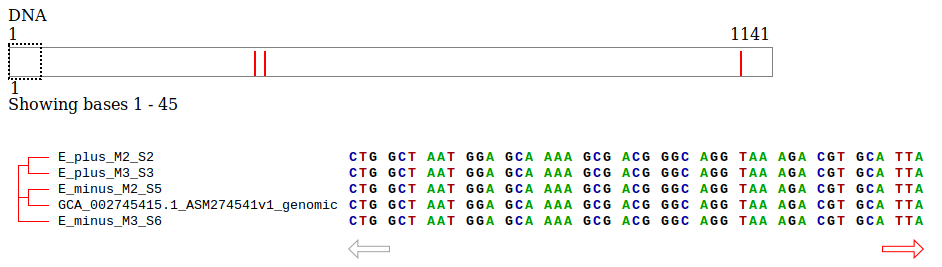 DNA
1 1141
1
Showing bases 1 - 45
E_plus_M2_S2 CTG GCT AAT GGA GCA AAA GCG ACG GGC AGG TAA AGA CGT GCA TTA
E_plus_M3_S3 CTG GCT AAT GGA GCA AAA GCG ACG GGC AGG TAA AGA CGT GCA TTA
E_minus_M2_S5 CTG GCT AAT GGA GCA AAA GCG ACG GGC AGG TAA AGA CGT GCA TTA
GCA_002745415.1_ASM274541v1_genomic CTG GCT AAT GGA GCA AAA GCG ACG GGC AGG TAA AGA CGT GCA TTA
E_minus_M3_S6 CTG GCT AAT GGA GCA AAA GCG ACG GGC AGG TAA AGA CGT GCA TTA